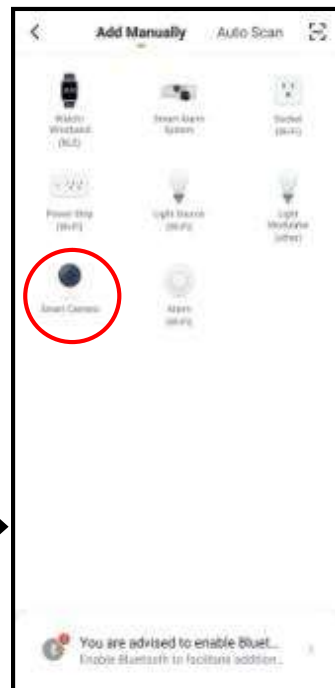 Add Manually Auto Scan
Watch/ Smart Alarm Socket
Wristband System (Wi-Fi)
(BLE)
Power Strip Light Source Light
(Wi-Fi) (Wi-Fi) Modulator
(other)
Smart Camera Alarm
(Wi-Fi)
You are advised to enable Bluet...
Enable Bluetooth to facilitate addition...